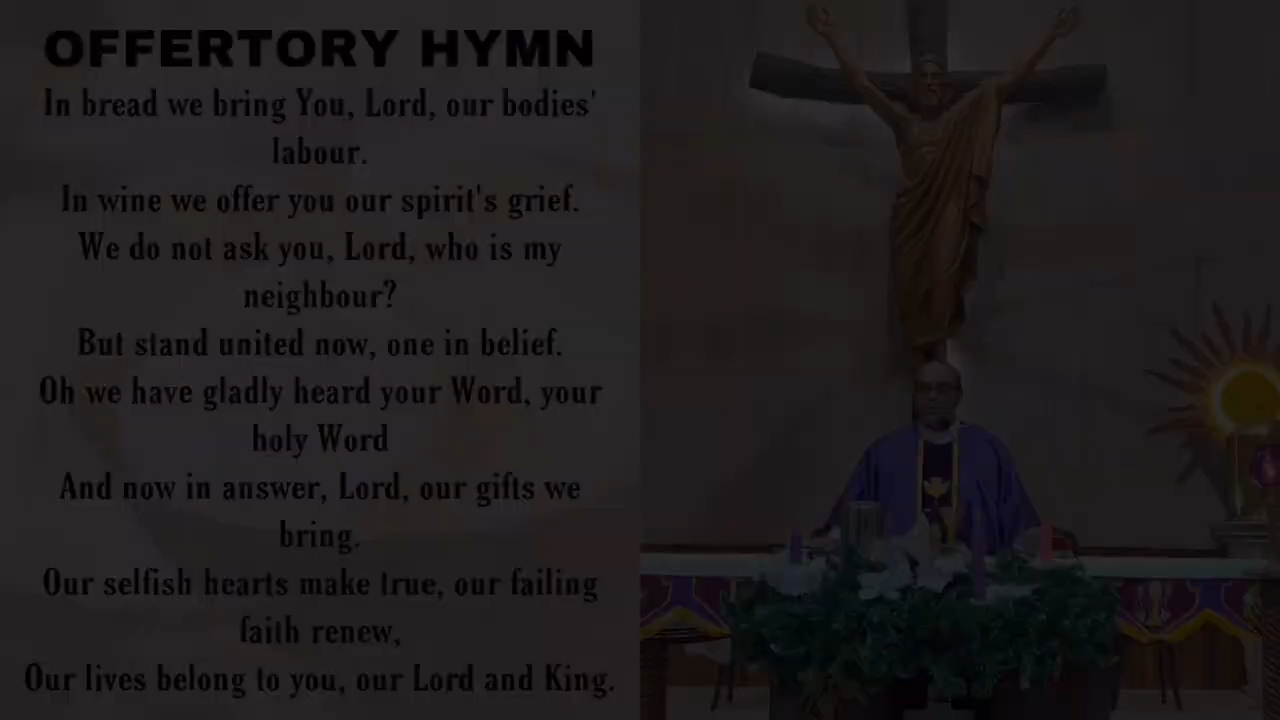 OFFERTORY HYMN
In bread we bring You, Lord, our bodies'
labour.
In wine we offer you our spirit's grief.
We do not ask you, Lord, who is my
neighbour?
But stand united now, one in belief.
Oh we have gladly heard your Word, your
holy Word
And now in answer, Lord, our gifts we
bring.
Our selfish hearts make true, our failing
faith renew,
Our lives belong to you, our Lord and King.